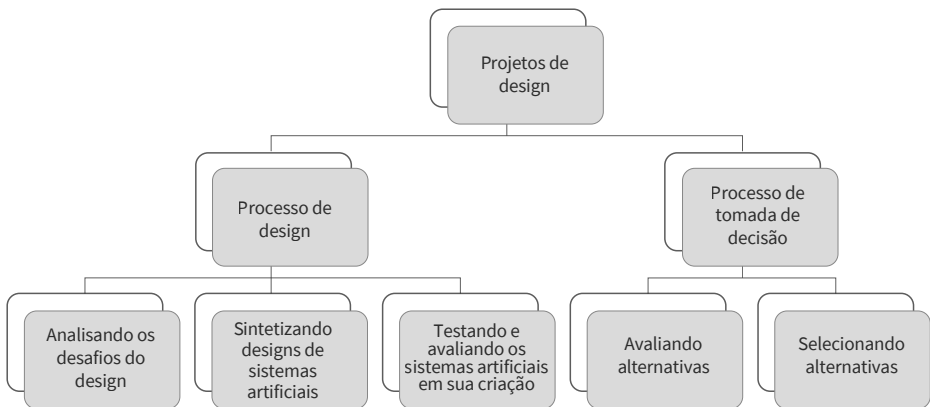 Projetos de
design
Processo de
design
Processo de
tomada de
decisão
Analisando os
desafios do
design
Sintetizando
designs de
sistemas
artificiais
Testando e
avaliando os
sistemas artificiais
em sua criação
Avaliando
alternativas
Selecionando
alternativas